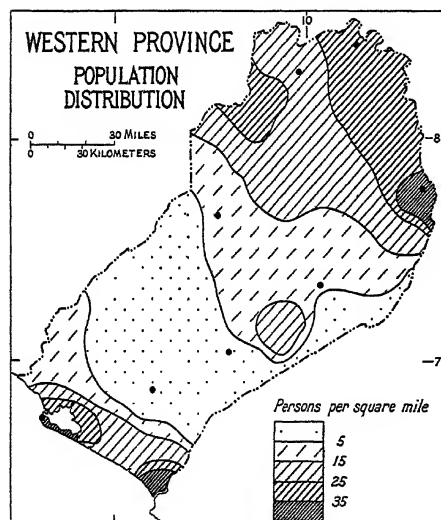 10
WESTERN PROVINCE
POPULATION
DISTRIBUTION
0 30 MILES
0 30 KILOMETERS
8
7
Persons per square mile
5
15
25
35